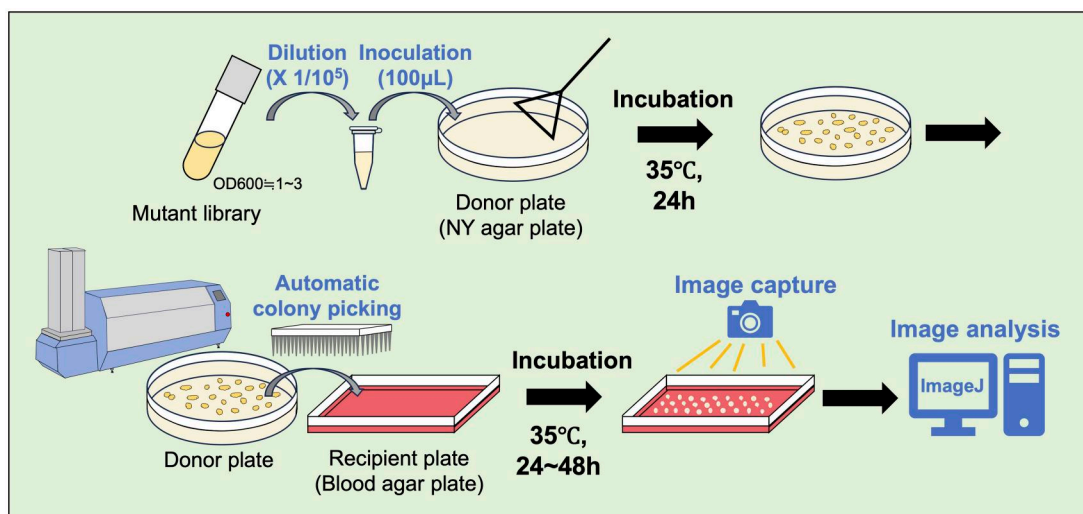 Dilution
(X 1/10⁵)
Inoculation
(100µL)
OD600≒1~3
Mutant library
Donor plate
(NY agar plate)
Incubation
35℃,
24h
Automatic
colony picking
Donor plate
Recipient plate
(Blood agar plate)
Incubation
35℃,
24~48h
Image capture
Image analysis
ImageJ